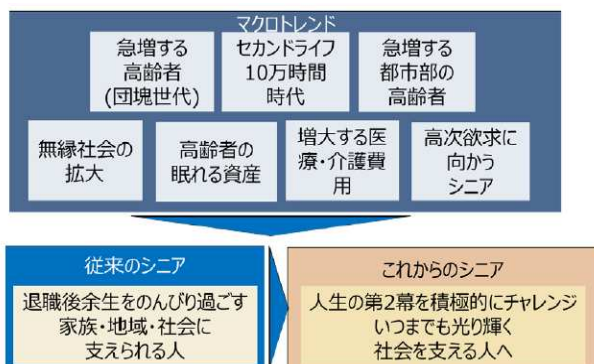 マクロトレンド
急増する
高齢者
(団塊世代)
セカンドライフ
10万時間
時代
急増する
都市部の
高齢者
無縁社会の
拡大
高齢者の
眠れる資産
増大する医
療・介護費
用
高次欲求に
向かう
シニア
従来のシニア
退職後余生をのんびり過ごす
家族・地域・社会に
支えられる人
これからのシニア
人生の第2幕を積極的にチャレンジ
いつまでも光り輝く
社会を支える人へ